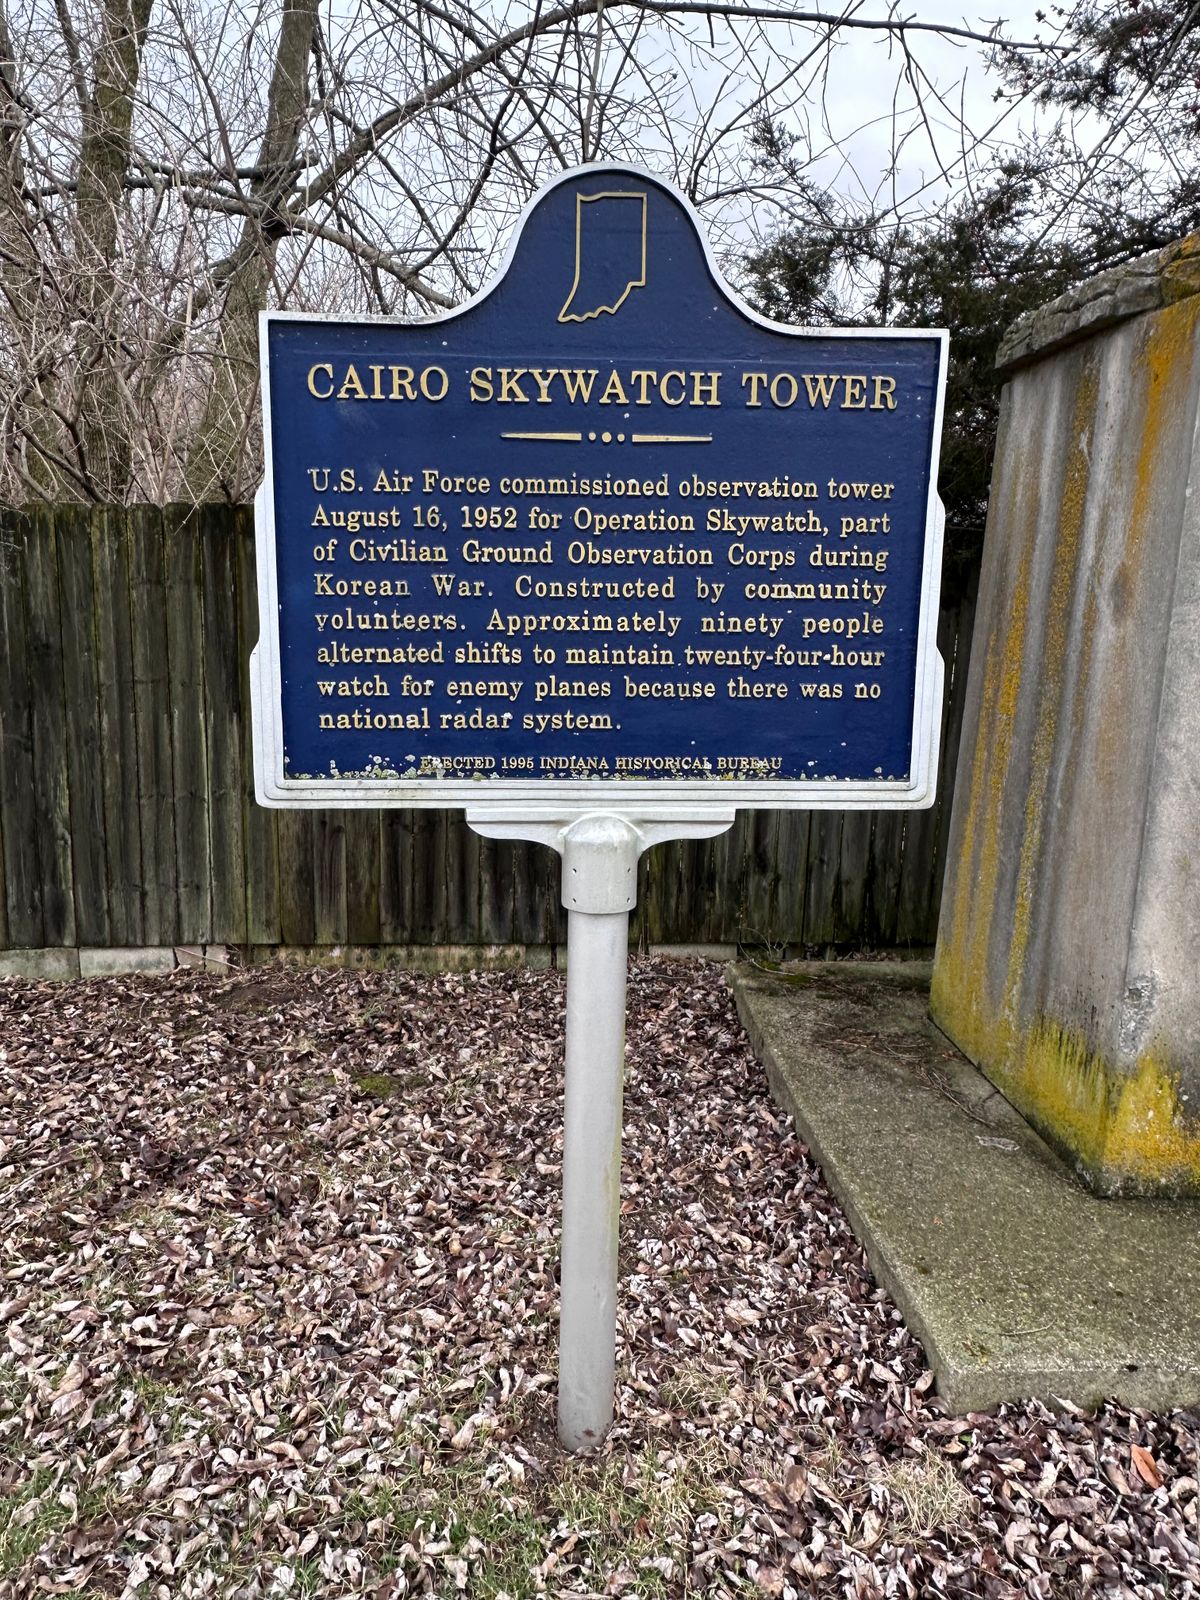 CAIRO SKYWATCH TOWER
U.S. Air Force commissioned observation tower
August 16, 1952 for Operation Skywatch, part
of Civilian Ground Observation Corps during
Korean War. Constructed by community
volunteers. Approximately ninety people
alternated shifts to maintain twenty-four-hour
watch for enemy planes because there was no
national radar system.
ERECTED 1995 INDIANA HISTORICAL BUREAU